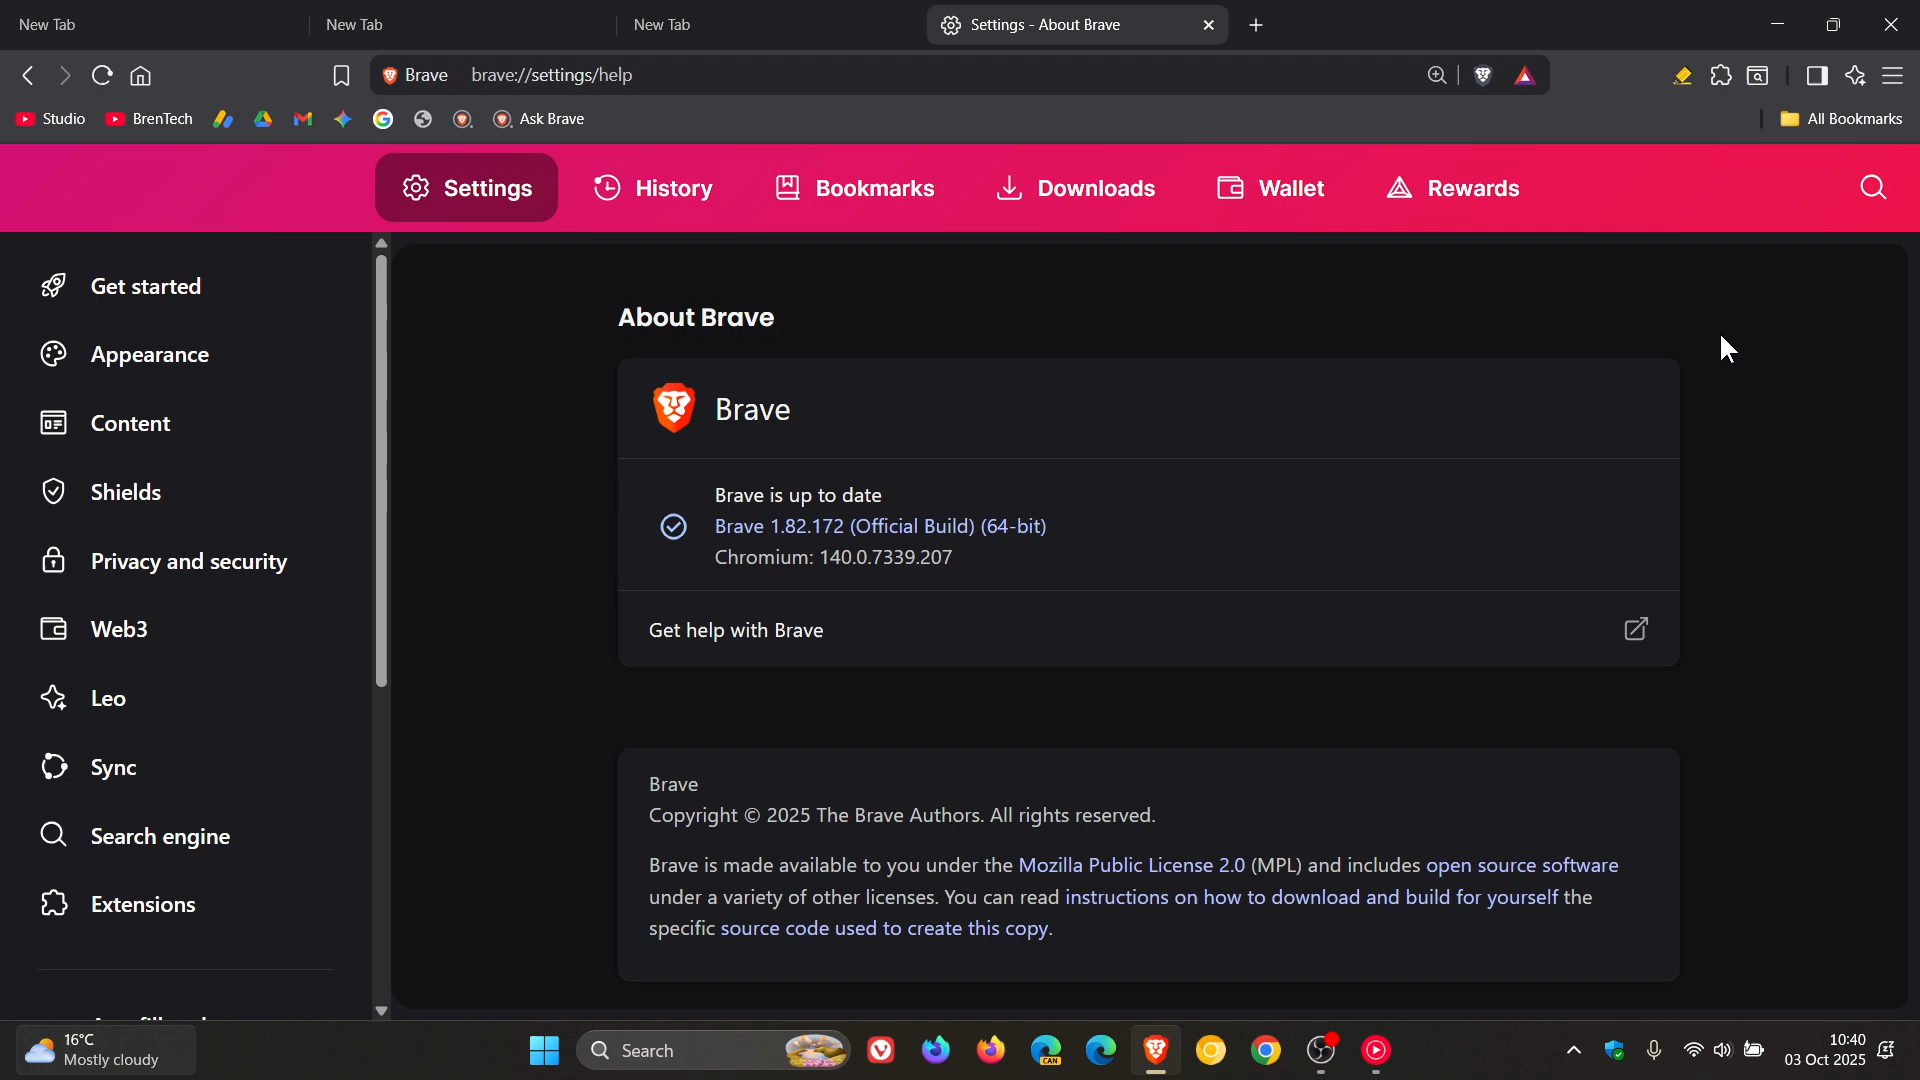 New Tab
New Tab
New Tab
Settings - About Brave
Brave
brave://settings/help
Studio
BrenTech
Ask Brave
All Bookmarks
Settings
History
Bookmarks
Downloads
Wallet
Rewards
Get started
Appearance
Content
Shields
Privacy and security
Web3
Leo
Sync
Search engine
Extensions
About Brave
Brave
Brave is up to date
Brave 1.82.172 (Official Build) (64-bit)
Chromium: 140.0.7339.207
Get help with Brave
Brave
Copyright © 2025 The Brave Authors. All rights reserved.
Brave is made available to you under the Mozilla Public License 2.0 (MPL) and includes open source software
under a variety of other licenses. You can read instructions on how to download and build for yourself the
specific source code used to create this copy.
16°C
Mostly cloudy
Search
CAN
10:40
03 Oct 2025